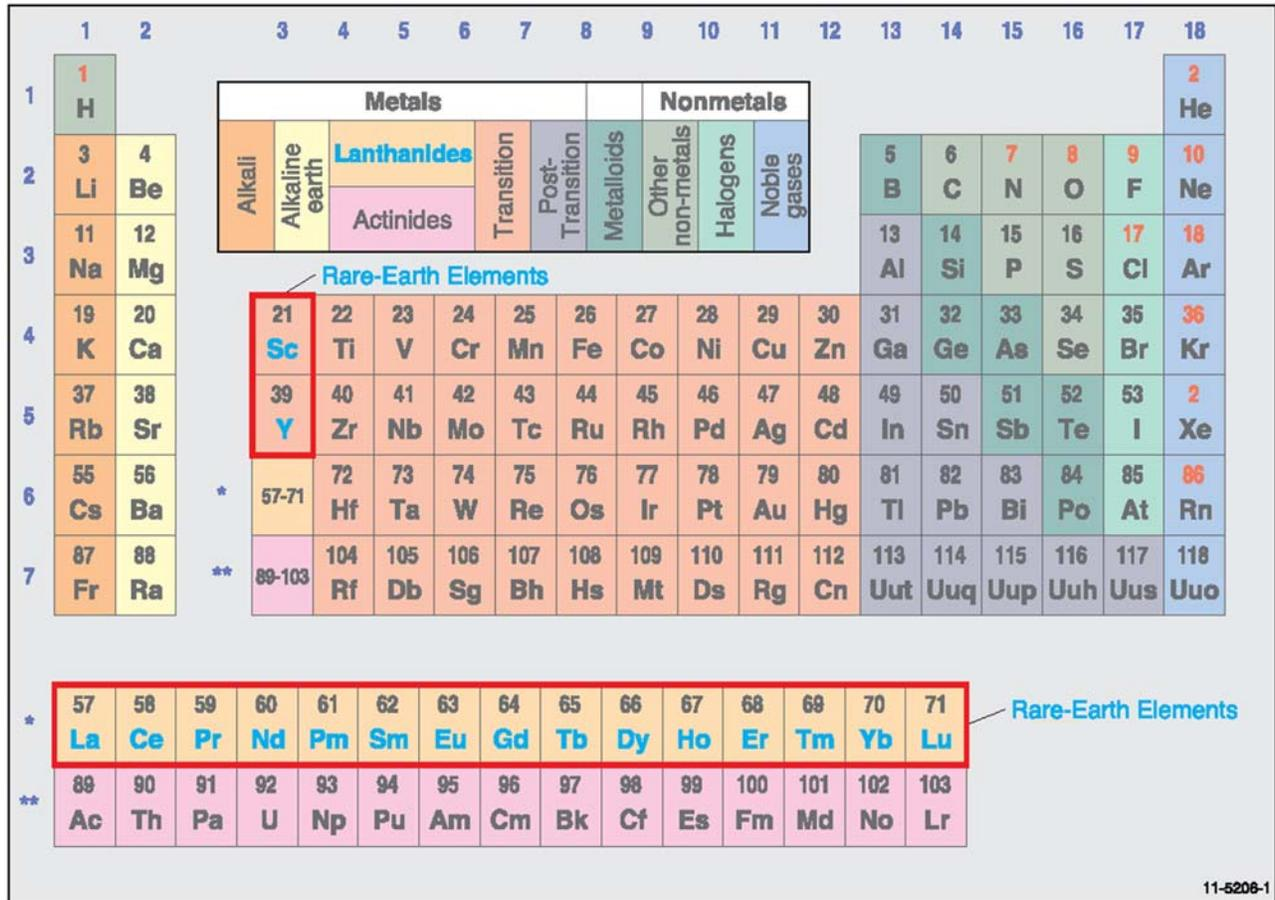 1 2 3 4 5 6 7 8 9 10 11 12 13 14 15 16 17 18
1
1 2
H He
Metals Nonmetals
Alkali
Alkaline earth
Lanthanides
Actinides
Transition
Post-Transition
Metalloids
Other non-metals
Halogens
Noble gases
2
3 4 5 6 7 8 9 10
Li Be B C N O F Ne
3
11 12 13 14 15 16 17 18
Na Mg Al Si P S Cl Ar
Rare-Earth Elements
4
19 20 21 22 23 24 25 26 27 28 29 30 31 32 33 34 35 36
K Ca Sc Ti V Cr Mn Fe Co Ni Cu Zn Ga Ge As Se Br Kr
5
37 38 39 40 41 42 43 44 45 46 47 48 49 50 51 52 53 2
Rb Sr Y Zr Nb Mo Tc Ru Rh Pd Ag Cd In Sn Sb Te I Xe
6
55 56 * 57-71 72 73 74 75 76 77 78 79 80 81 82 83 84 85 86
Cs Ba Hf Ta W Re Os Ir Pt Au Hg Tl Pb Bi Po At Rn
7
87 88 ** 89-103 104 105 106 107 108 109 110 111 112 113 114 115 116 117 118
Fr Ra Rf Db Sg Bh Hs Mt Ds Rg Cn Uut Uuq Uup Uuh Uus Uuo
*
57 58 59 60 61 62 63 64 65 66 67 68 69 70 71
La Ce Pr Nd Pm Sm Eu Gd Tb Dy Ho Er Tm Yb Lu
Rare-Earth Elements
**
89 90 91 92 93 94 95 96 97 98 99 100 101 102 103
Ac Th Pa U Np Pu Am Cm Bk Cf Es Fm Md No Lr
11-5206-1